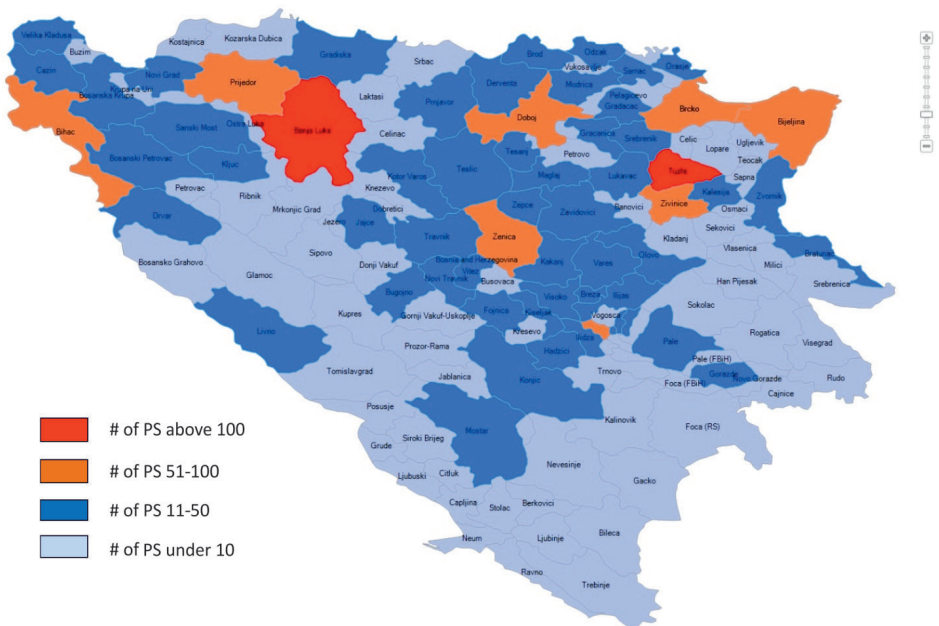 Velika Kladusa
Buzim
Kostajnica
Kozarska Dubica
Gradiska
Srbac
Brod
Odzak
Vukosavlje
Samac
Orasje
Cazin
Krupa na Uni
Bosanska Krupa
Novi Grad
Prijedor
Laktasi
Derventa
Modrica
Pelagicevo
Gradacac
Brcko
Bijeljina
Bihac
Sanski Most
Ostra Luka
Banja Luka
Celinac
Prnjavor
Doboj
Gracanica
Srebrenik
Celic
Lopare
Ugljevik
Teocak
Bosanski Petrovac
Kljuc
Kotor Varos
Teslic
Tesanj
Petrovo
Maglaj
Lukavac
Tuzla
Sapna
Kalesija
Zvornik
Petrovac
Ribnik
Knezevo
Zepce
Zavidovici
Banovici
Zivinice
Osmaci
Drvar
Mrkonjic Grad
Jezero
Dobretici
Jajce
Travnik
Zenica
Kladanj
Sekovici
Vlasenica
Milici
Bratunac
Srebrenica
Bosansko Grahovo
Glamoc
Sipovo
Donji Vakuf
Bosnia and Herzegovina
Novi Travnik
Vitez
Busovaca
Kakanj
Vares
Olovo
Han Pijesak
Sokolac
Kupres
Bugojno
Gornji Vakuf-Uskoplje
Fojnica
Kiseljak
Visoko
Breza
Ilijas
Vogosca
Livno
Kresevo
Hadzici
Ilidza
Pale
Pale (FBiH)
Rogatica
Visegrad
Prozor-Rama
Jablanica
Konjic
Trnovo
Foca (FBiH)
Gorazde
Novo Gorazde
Rudo
Cajnice
Tomislavgrad
Posusje
Kalinovik
Foca (RS)
Grude
Siroki Brijeg
Mostar
Ljubuski
Citluk
Nevesinje
Gacko
Capljina
Stolac
Berkovici
Neum
Ljubinje
Bileca
Ravno
Trebinje
# of PS above 100
# of PS 51-100
# of PS 11-50
# of PS under 10